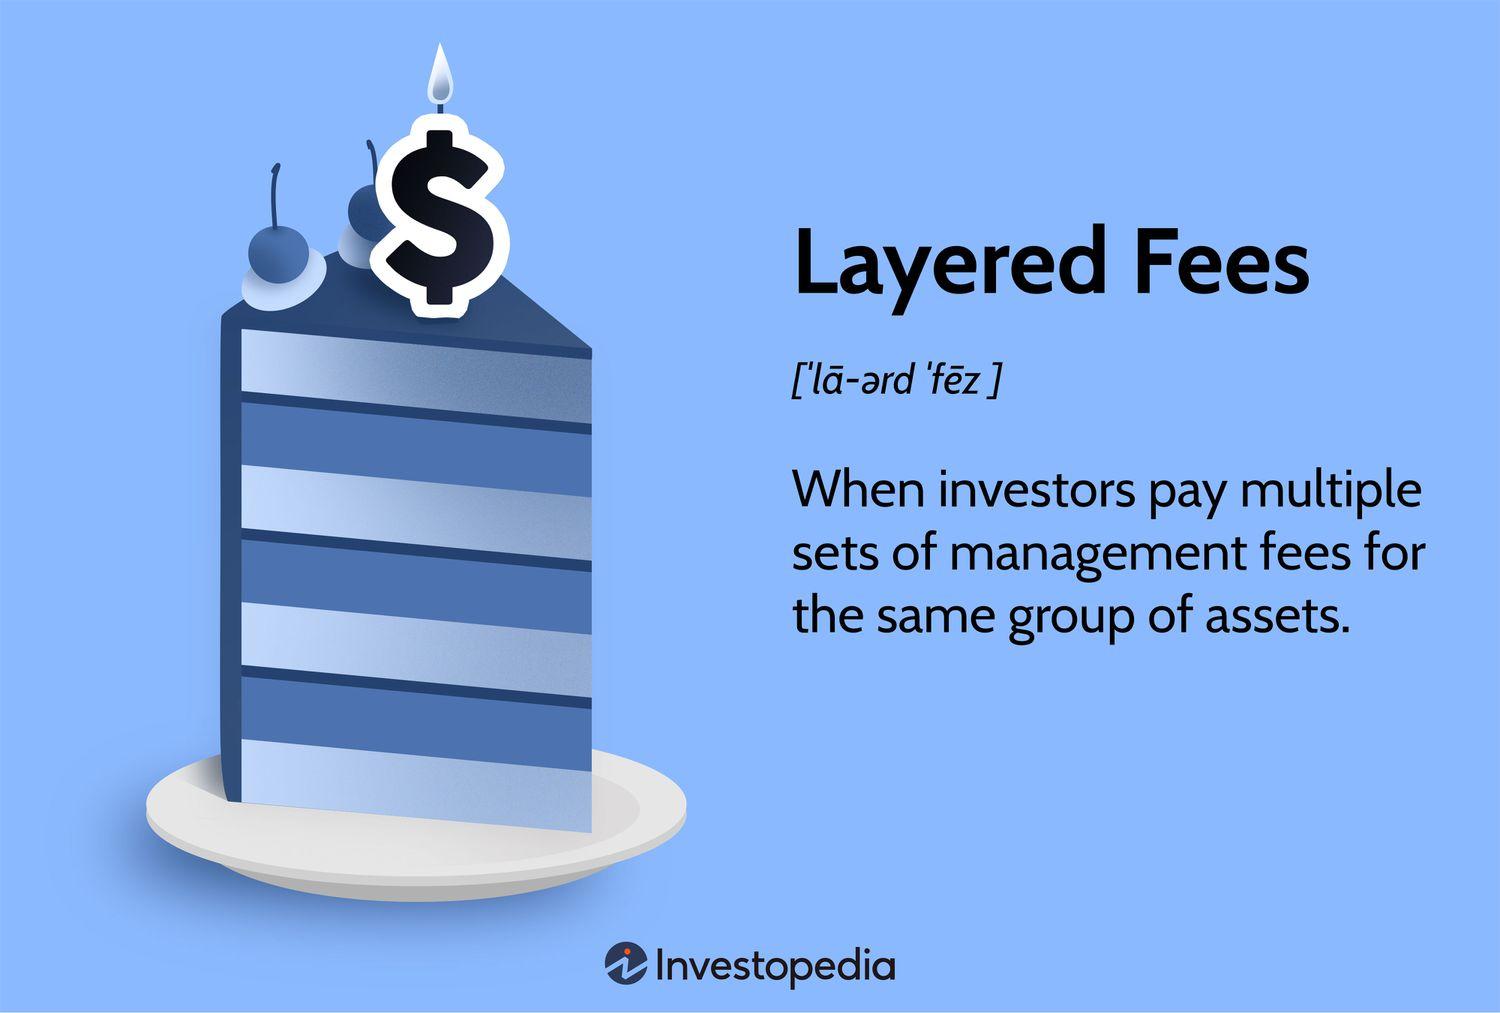 $
Layered Fees
[ˈlā-ərd ˈfēz ]
When investors pay multiple
sets of management fees for
the same group of assets.
Investopedia